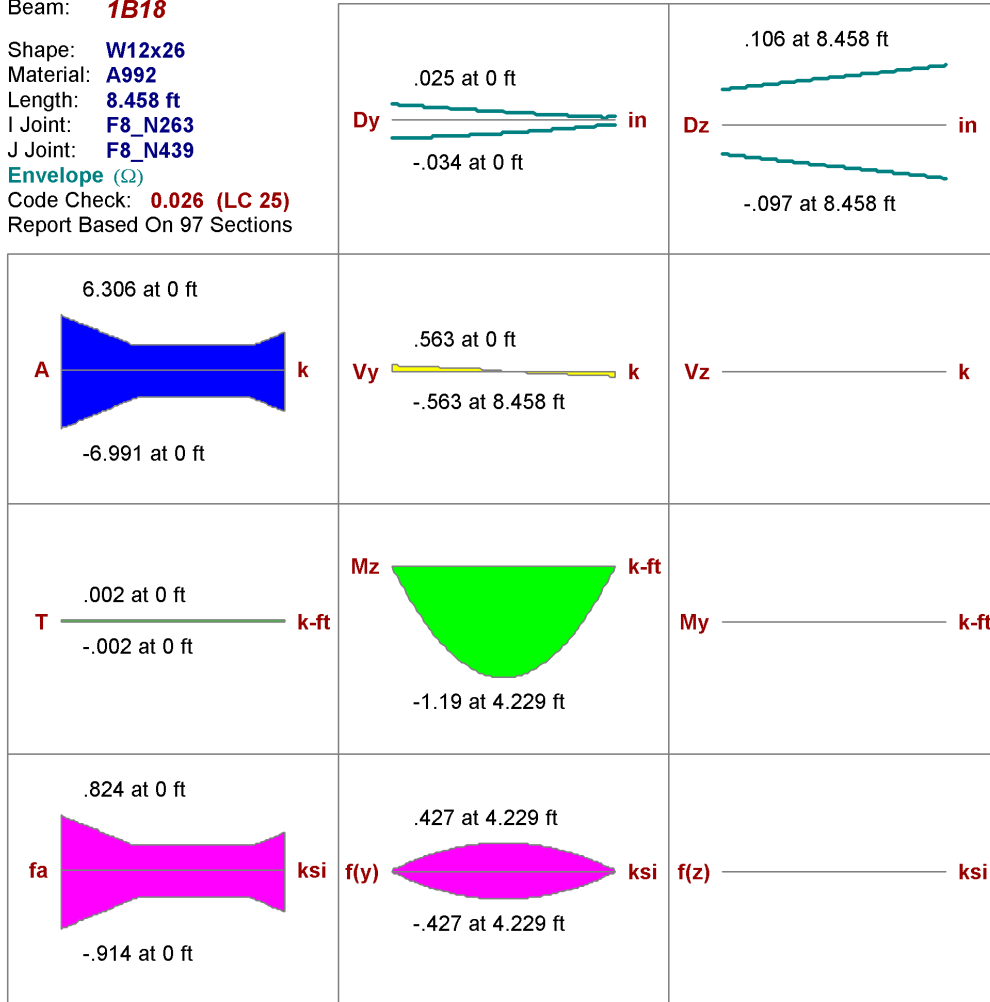 Beam: 1B18
Shape: W12x26
Material: A992
Length: 8.458 ft
I Joint: F8_N263
J Joint: F8_N439
Envelope (Ω)
Code Check: 0.026 (LC 25)
Report Based On 97 Sections
.025 at 0 ft
Dy in
-.034 at 0 ft
.106 at 8.458 ft
Dz in
-.097 at 8.458 ft
6.306 at 0 ft
A k
-6.991 at 0 ft
.563 at 0 ft
Vy k
-.563 at 8.458 ft
Vz k
.002 at 0 ft
T k-ft
-.002 at 0 ft
Mz k-ft
-1.19 at 4.229 ft
My k-ft
.824 at 0 ft
fa ksi
-.914 at 0 ft
.427 at 4.229 ft
f(y) ksi
-.427 at 4.229 ft
f(z) ksi